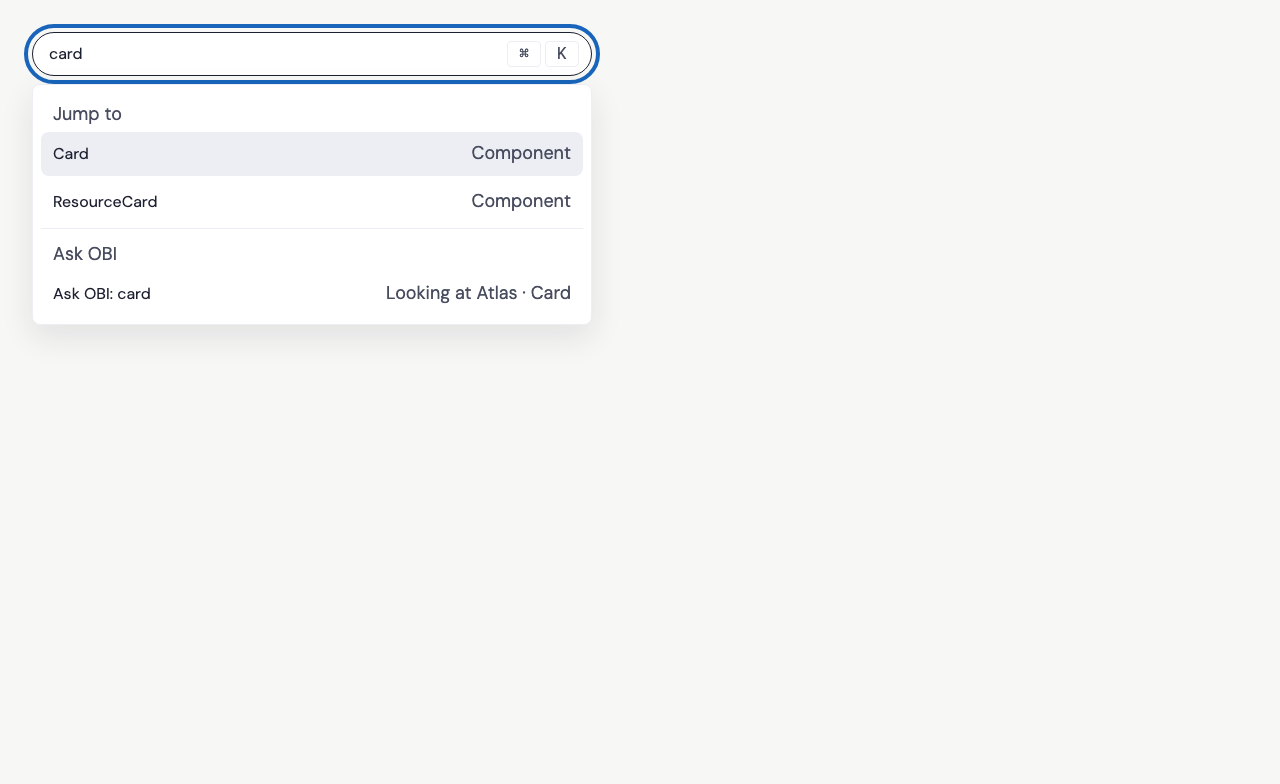 card ⌘ K
Jump to
Card Component
ResourceCard Component
Ask OBI
Ask OBI: card Looking at Atlas · Card